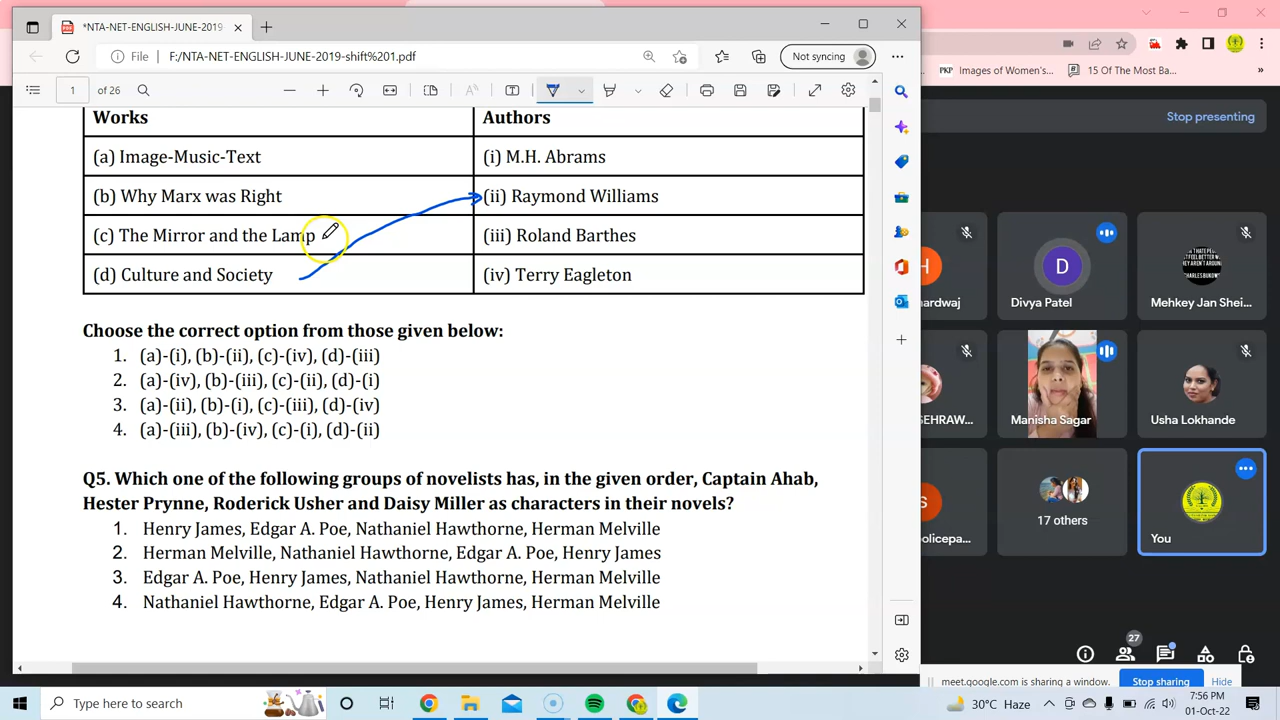 *NTA-NET-ENGLISH-JUNE-2019
File
F:/NTA-NET-ENGLISH-JUNE-2019-shift%201.pdf
Not syncing
Images of Women's...
15 Of The Most Ba...
1 of 26
Stop presenting
Works Authors
(a) Image-Music-Text (i) M.H. Abrams
(b) Why Marx was Right (ii) Raymond Williams
(c) The Mirror and the Lamp (iii) Roland Barthes
(d) Culture and Society (iv) Terry Eagleton
Choose the correct option from those given below:
1. (a)-(i), (b)-(ii), (c)-(iv), (d)-(iii)
2. (a)-(iv), (b)-(iii), (c)-(ii), (d)-(i)
3. (a)-(ii), (b)-(i), (c)-(iii), (d)-(iv)
4. (a)-(iii), (b)-(iv), (c)-(i), (d)-(ii)
Q5. Which one of the following groups of novelists has, in the given order, Captain Ahab,
Hester Prynne, Roderick Usher and Daisy Miller as characters in their novels?
1. Henry James, Edgar A. Poe, Nathaniel Hawthorne, Herman Melville
2. Herman Melville, Nathaniel Hawthorne, Edgar A. Poe, Henry James
3. Edgar A. Poe, Henry James, Nathaniel Hawthorne, Herman Melville
4. Nathaniel Hawthorne, Edgar A. Poe, Henry James, Herman Melville
H
ardwaj
D
Divya Patel
Mehkey Jan Shei...
SEHRAW...
Manisha Sagar
Usha Lokhande
S
olicepa...
17 others
You
27
meet.google.com is sharing a window.
Stop sharing
Hide
Type here to search
30°C Haze
7:56 PM
01-Oct-22